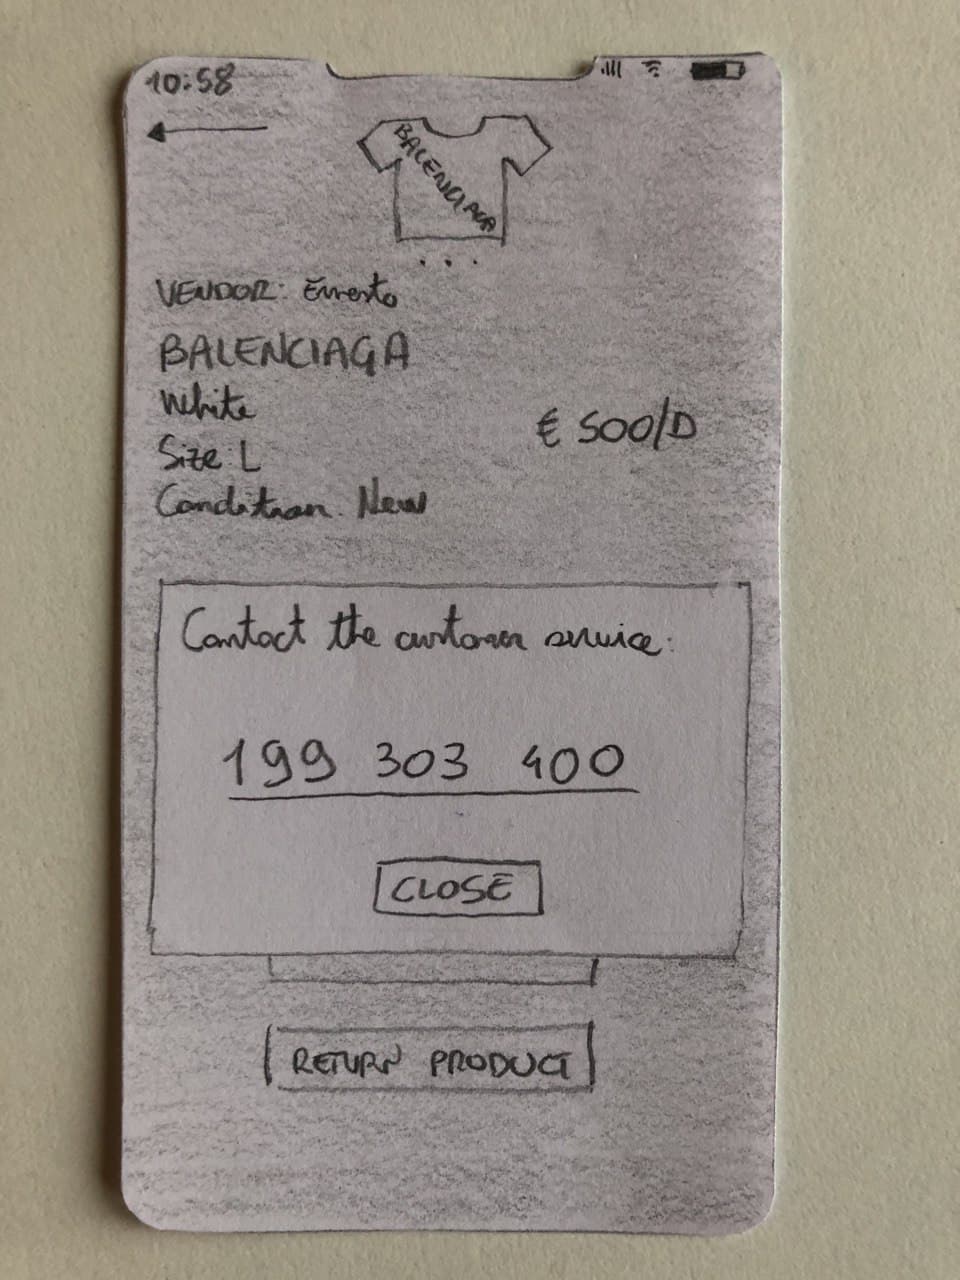 10:58
BALENCIAGA
VENDOR: Ernesto
BALENCIAGA
White
€ 500/D
Size: L
Condition: New
Contact the customer service:
199 303 400
CLOSE
RETURN PRODUCT